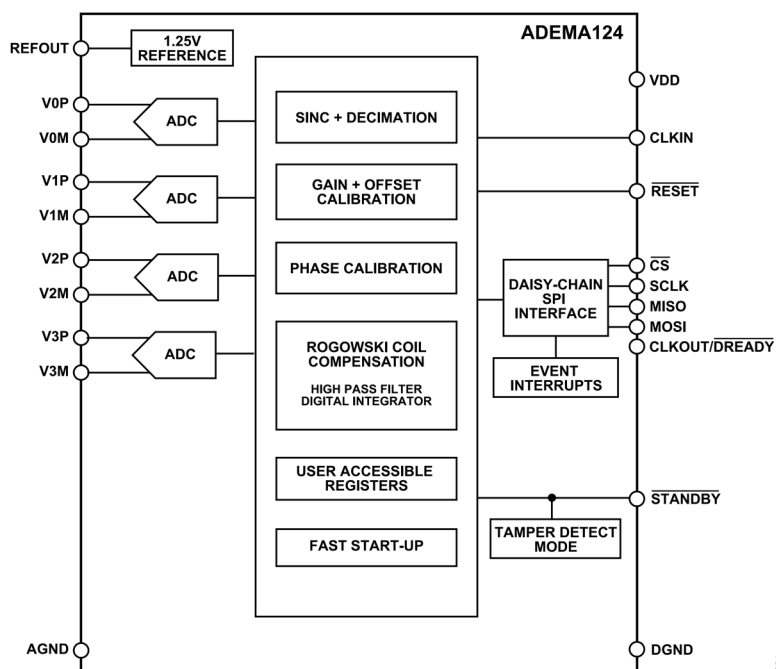 ADEMA124
REFOUT
1.25V
REFERENCE
VDD
V0P
V0M
ADC
SINC + DECIMATION
CLKIN
V1P
V1M
ADC
GAIN + OFFSET
CALIBRATION
RESET
V2P
V2M
ADC
PHASE CALIBRATION
DAISY-CHAIN
SPI
INTERFACE
CS
SCLK
MISO
MOSI
CLKOUT/DREADY
V3P
V3M
ADC
ROGOWSKI COIL
COMPENSATION
HIGH PASS FILTER
DIGITAL INTEGRATOR
EVENT
INTERRUPTS
USER ACCESSIBLE
REGISTERS
STANDBY
TAMPER DETECT
MODE
FAST START-UP
AGND
DGND